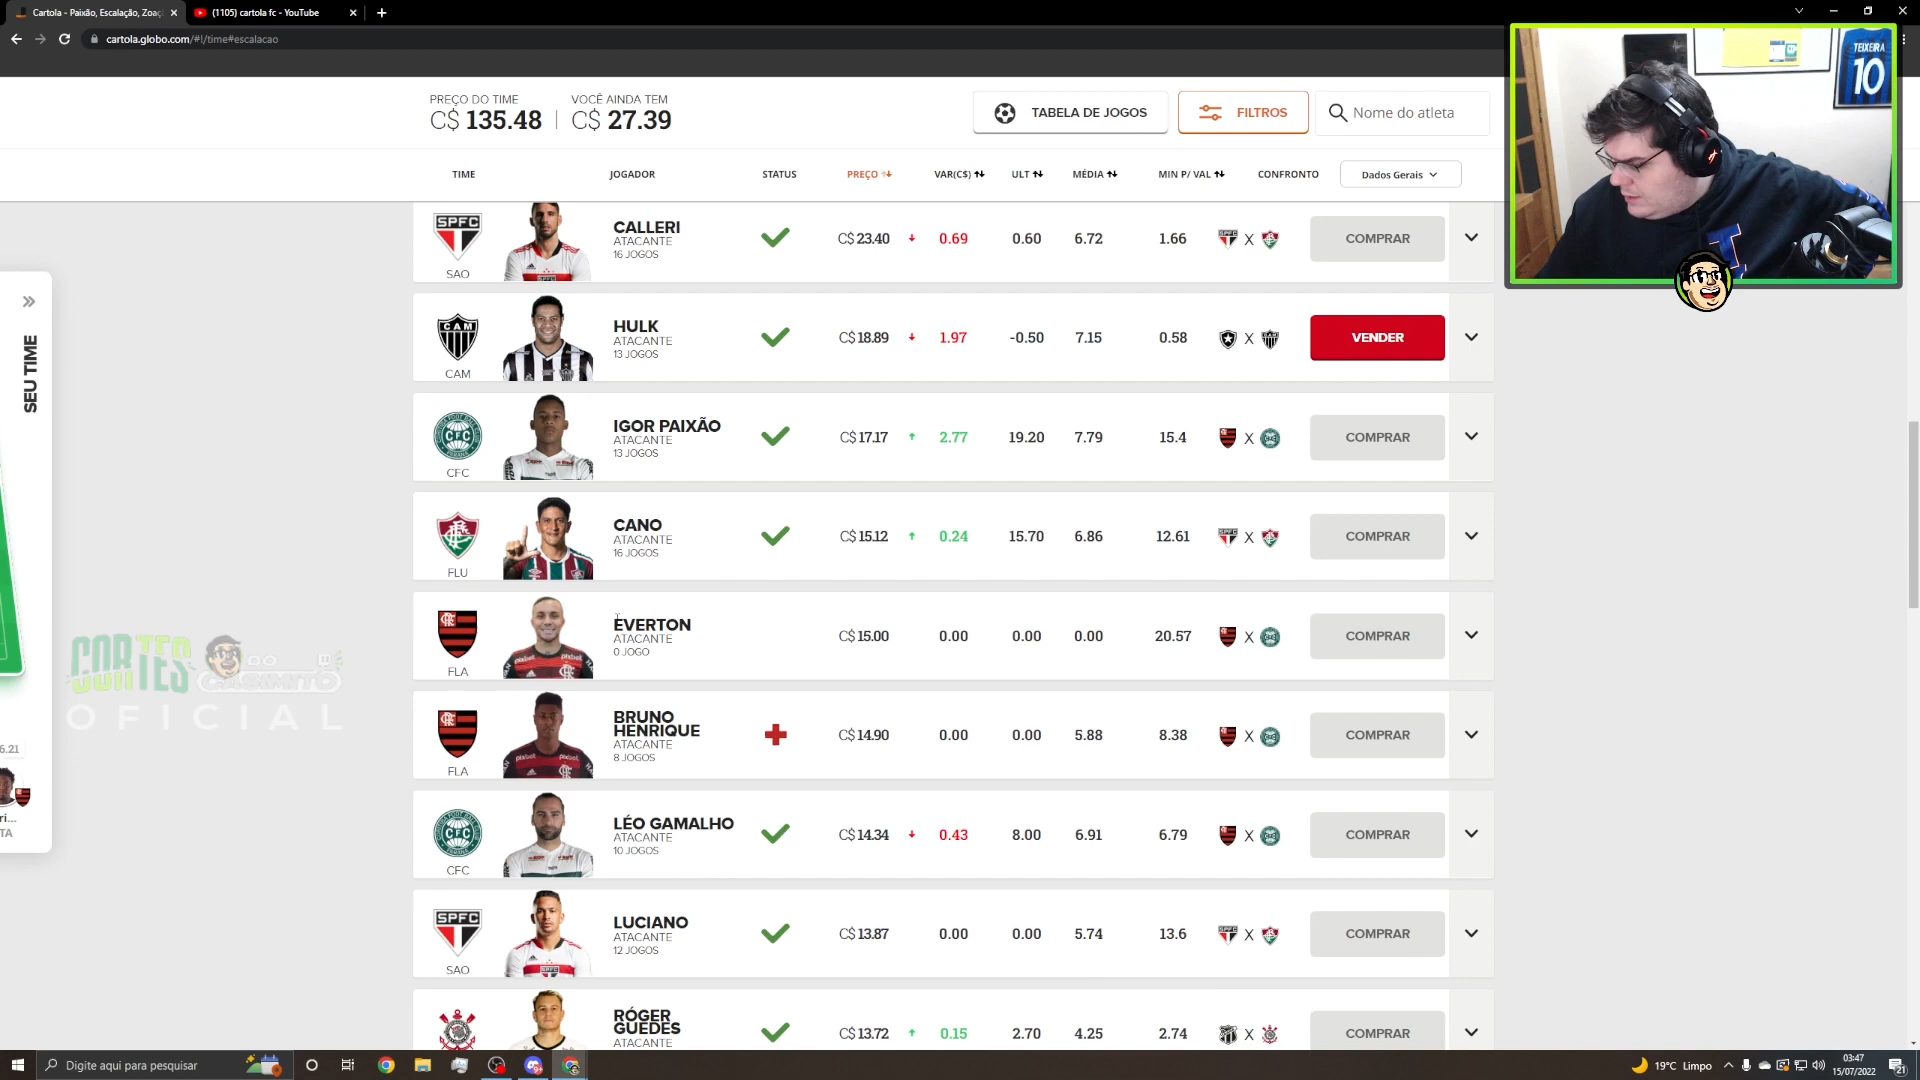 Cartola - Paixão, Escalação, Zoaç
(1105) cartola fc - YouTube
cartola.globo.com/#!/time#escalacao
PREÇO DO TIME
C$ 135.48
VOCÊ AINDA TEM
C$ 27.39
TABELA DE JOGOS
FILTROS
Nome do atleta
TIME JOGADOR STATUS PREÇO VAR(C$) ULT MÉDIA MIN P/ VAL CONFRONTO Dados Gerais
SPFC
SAO
CALLERI
ATACANTE
16 JOGOS
C$ 23.40 0.69 0.60 6.72 1.66 X COMPRAR
CAM
CAM
HULK
ATACANTE
13 JOGOS
C$ 18.89 1.97 -0.50 7.15 0.58 X VENDER
CFC
CFC
IGOR PAIXÃO
ATACANTE
13 JOGOS
C$ 17.17 2.77 19.20 7.79 15.4 X COMPRAR
FLU
CANO
ATACANTE
16 JOGOS
C$ 15.12 0.24 15.70 6.86 12.61 X COMPRAR
FLA
EVERTON
ATACANTE
0 JOGO
C$ 15.00 0.00 0.00 0.00 20.57 X COMPRAR
FLA
BRUNO
HENRIQUE
ATACANTE
8 JOGOS
C$ 14.90 0.00 0.00 5.88 8.38 X COMPRAR
CFC
CFC
LÉO GAMALHO
ATACANTE
10 JOGOS
C$ 14.34 0.43 8.00 6.91 6.79 X COMPRAR
SPFC
SAO
LUCIANO
ATACANTE
12 JOGOS
C$ 13.87 0.00 0.00 5.74 13.6 X COMPRAR
RÓGER
GUEDES
ATACANTE
C$ 13.72 0.15 2.70 4.25 2.74 X COMPRAR
SEU TIME
6.21
ri...
TA
CORTES
DO
CASIMITO
OFICIAL
TEIXEIRA
10
Digite aqui para pesquisar
19°C Limpo
03:47
15/07/2022
21